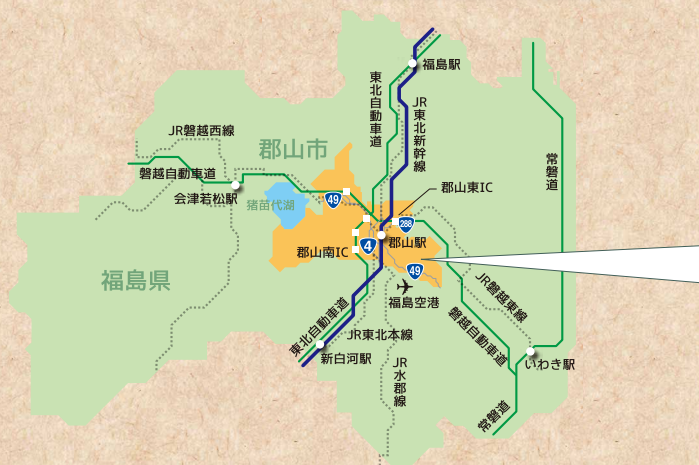 福島駅
東北自動車道
JR東北新幹線
JR磐越西線
郡山市
常磐道
磐越自動車道
会津若松駅
猪苗代湖
49
郡山東IC
288
郡山南IC
4
郡山駅
49
福島県
福島空港
JR磐越東線
東北自動車道
JR東北本線
磐越自動車道
新白河駅
JR水郡線
いわき駅
常磐道